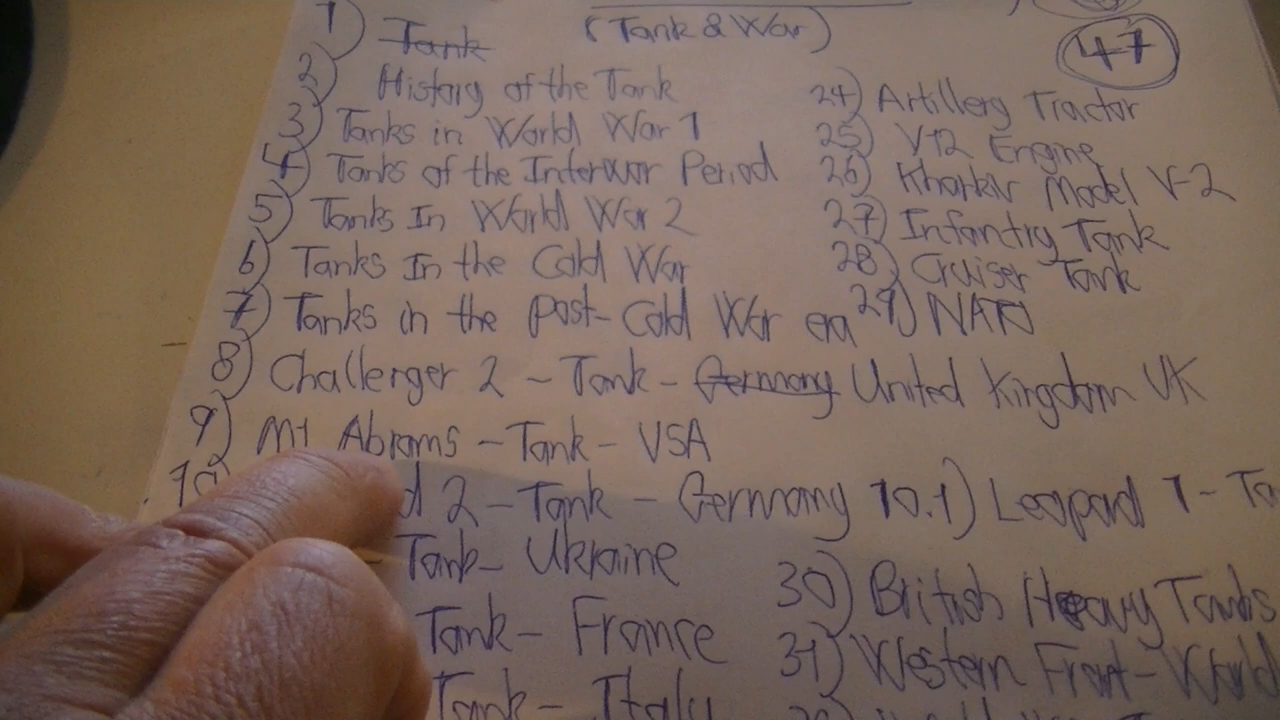 (Tank & War)
47
1) Tank
2) History of the Tank
3) Tanks in World War 1
4) Tanks of the Interwar Period
5) Tanks In World War 2
6) Tanks In the Cold War
7) Tanks in the Post-Cold War era
24) Artillery Tractor
25) V12 Engine
26) Kharkiv Model V-2
27) Infantry Tank
28) Cruiser Tank
29) NATO
8) Challenger 2 - Tank - Germany United Kingdom UK
9) M1 Abrams - Tank - USA
10 d 2 - Tank - Germany 10.1) Leopard 1 - Ta
Tank - Ukraine
Tank - France
Tank - Italy
30) British Heavy Tanks
31) Western Front - World